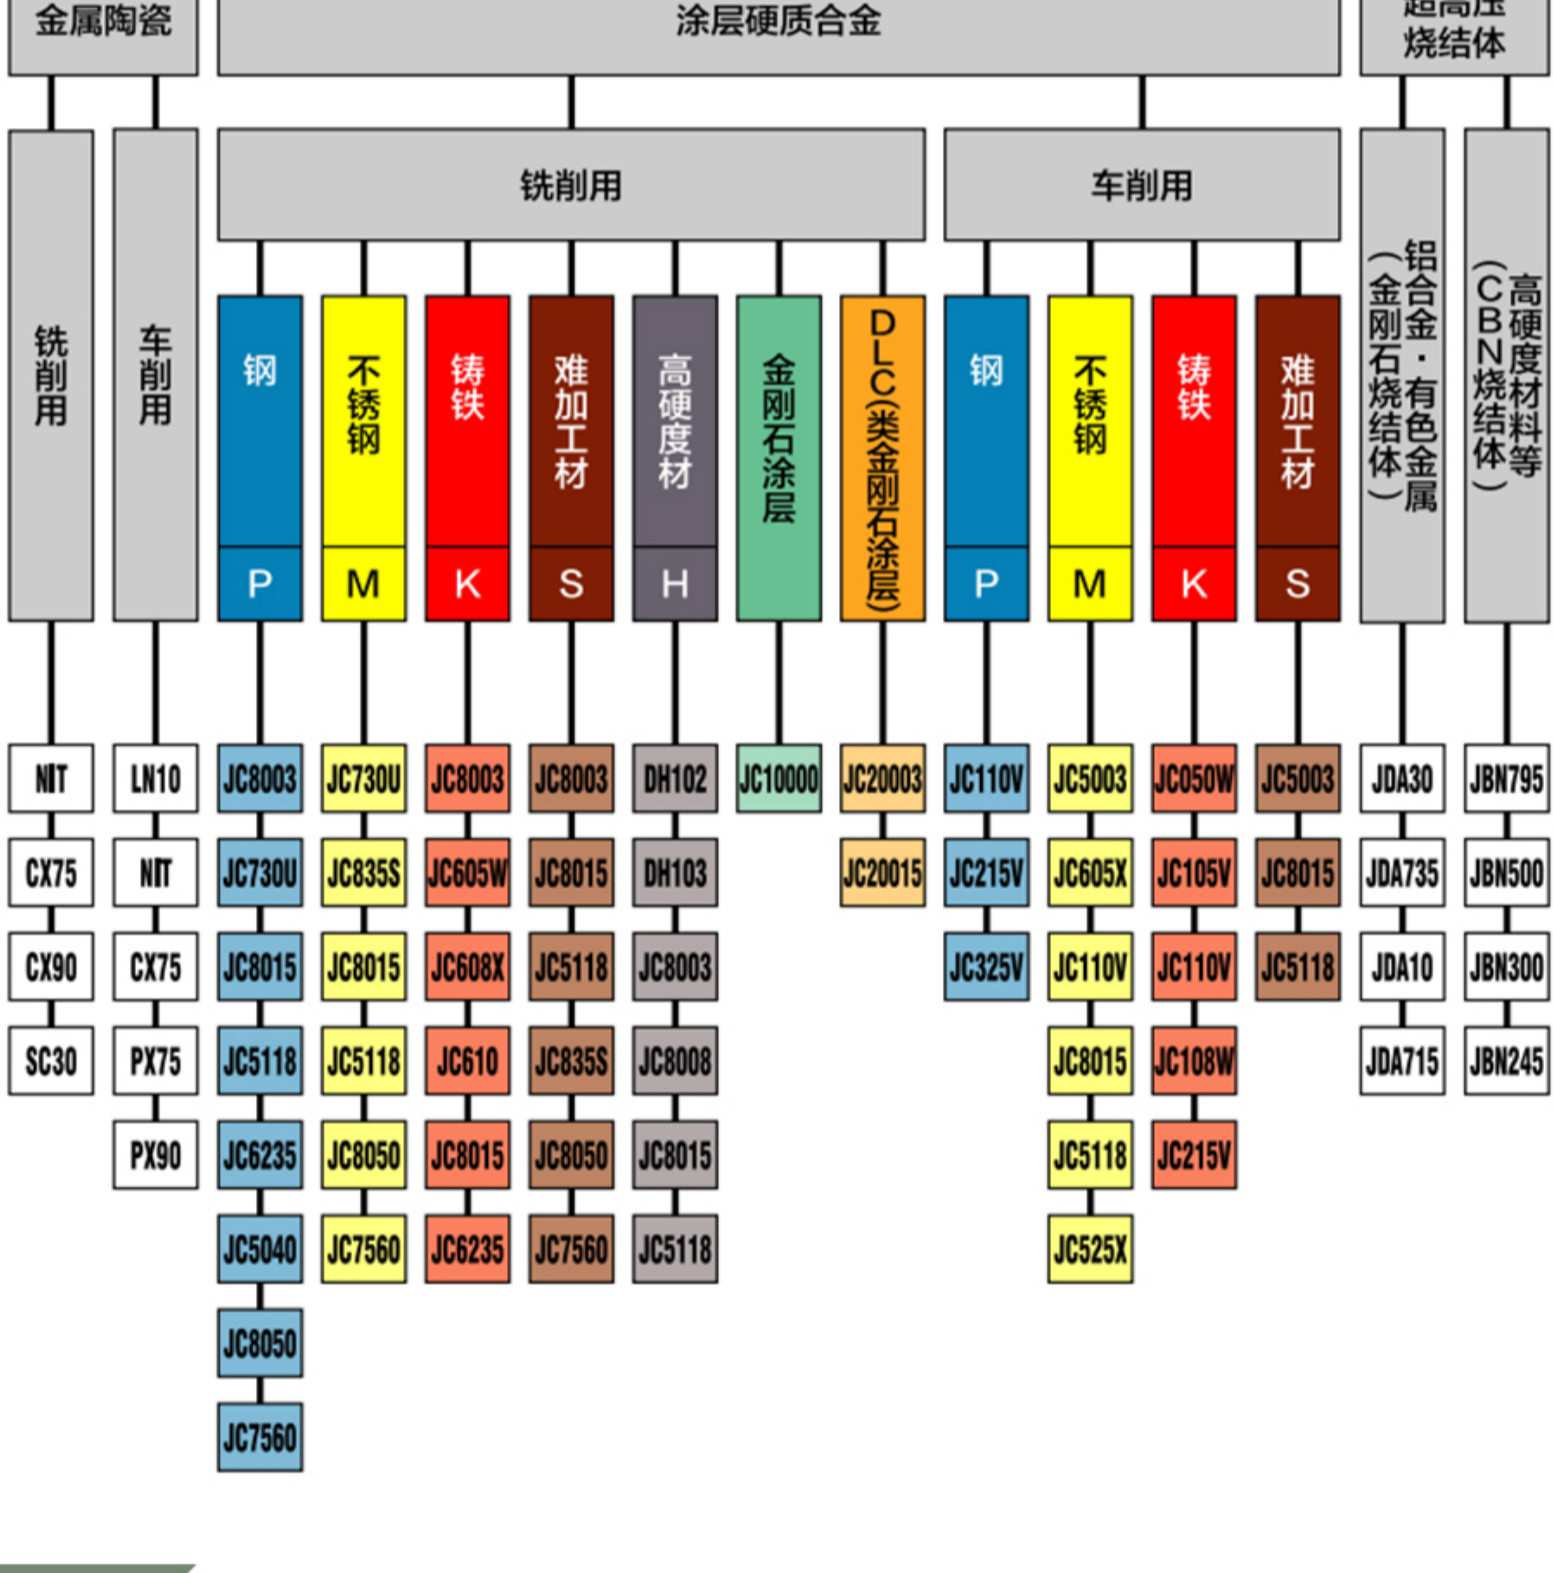 金属陶瓷
涂层硬质合金
超高压
烧结体
铣削用
车削用
铣削用
车削用
铝合金·有色金属
(金刚石烧结体)
高硬度材料等
(CBN烧结体)
钢
P
不锈钢
M
铸铁
K
难加工材
S
高硬度材
H
金刚石涂层
DLC(类金刚石涂层)
钢
P
不锈钢
M
铸铁
K
难加工材
S
NIT
CX75
CX90
SC30
LN10
NIT
CX75
PX75
PX90
JC8003
JC730U
JC8015
JC5118
JC6235
JC5040
JC8050
JC7560
JC730U
JC835S
JC8015
JC5118
JC8050
JC7560
JC8003
JC605W
JC608X
JC610
JC8015
JC6235
JC8003
JC8015
JC5118
JC835S
JC8050
JC7560
DH102
DH103
JC8003
JC8008
JC8015
JC5118
JC10000
JC20003
JC20015
JC110V
JC215V
JC325V
JC5003
JC605X
JC110V
JC8015
JC5118
JC525X
JC050W
JC105V
JC110V
JC108W
JC215V
JC5003
JC8015
JC5118
JDA30
JDA735
JDA10
JDA715
JBN795
JBN500
JBN300
JBN245